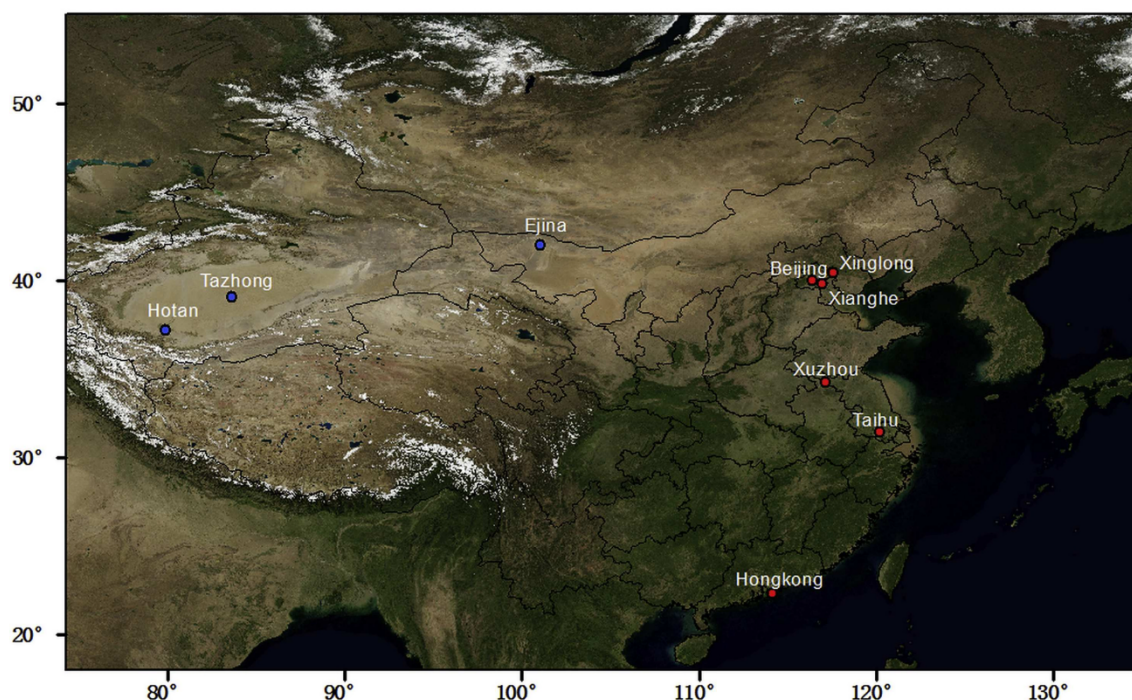 50°
Ejina
40°
Beijing
Xinglong
Tazhong
Xianghe
Hotan
Xuzhou
Taihu
30°
Hongkong
20°
80°
90°
100°
110°
120°
130°